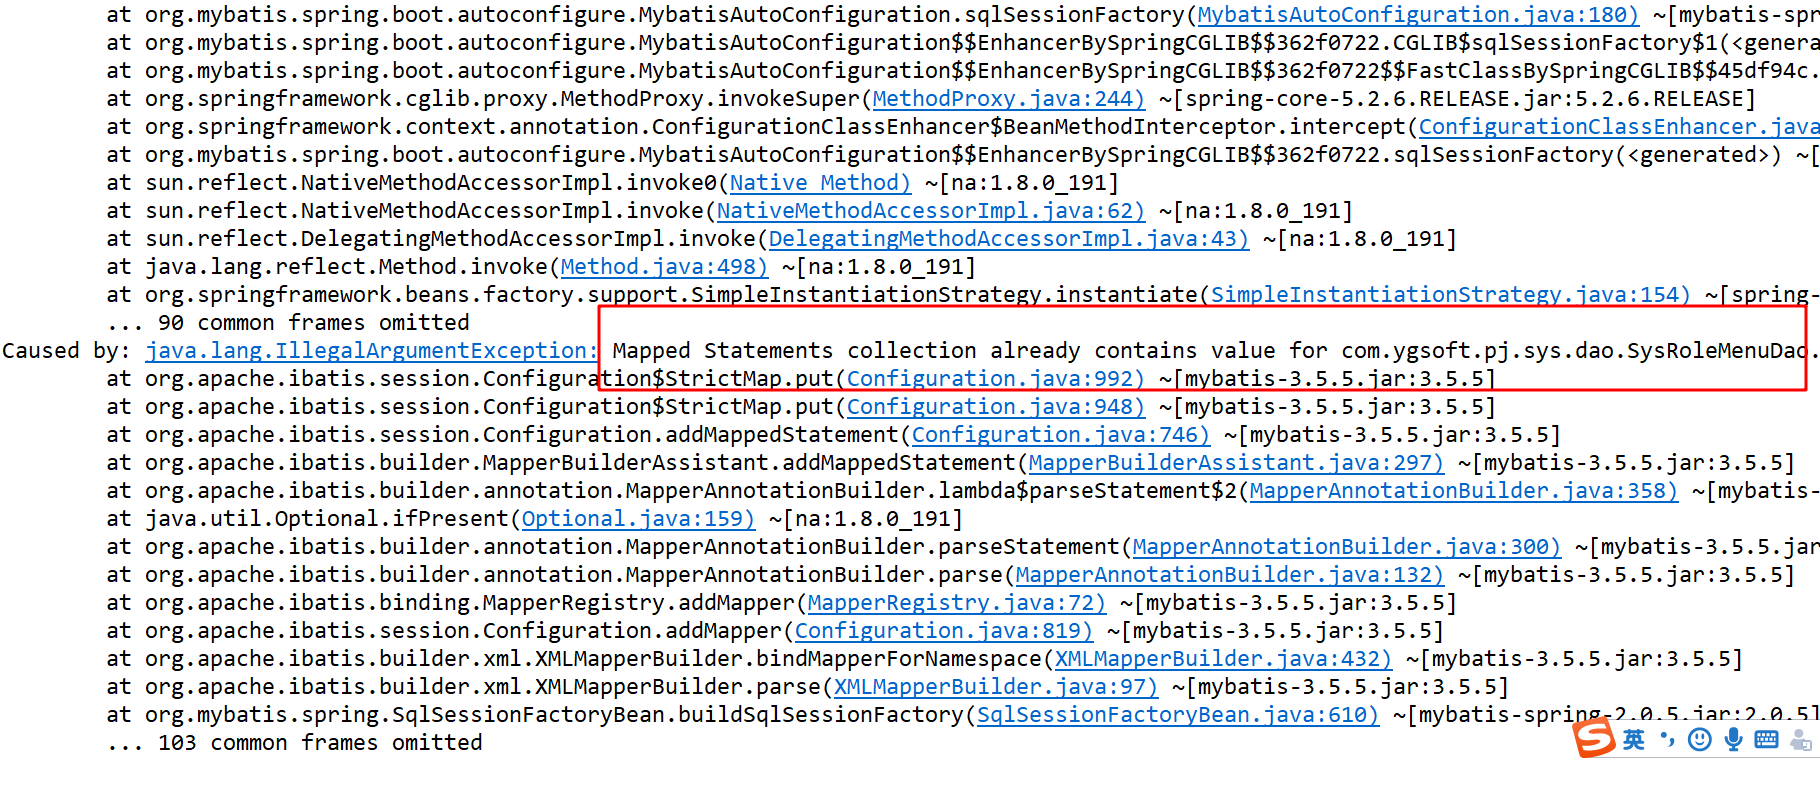 at org.mybatis.spring.boot.autoconfigure.MybatisAutoConfiguration.sqlSessionFactory(MybatisAutoConfiguration.java:180) ~[mybatis-spr
at org.mybatis.spring.boot.autoconfigure.MybatisAutoConfiguration$$EnhancerBySpringCGLIB$$362f0722.CGLIB$sqlSessionFactory$1(<genera
at org.mybatis.spring.boot.autoconfigure.MybatisAutoConfiguration$$EnhancerBySpringCGLIB$$362f0722$$FastClassBySpringCGLIB$$45df94c.
at org.springframework.cglib.proxy.MethodProxy.invokeSuper(MethodProxy.java:244) ~[spring-core-5.2.6.RELEASE.jar:5.2.6.RELEASE]
at org.springframework.context.annotation.ConfigurationClassEnhancer$BeanMethodInterceptor.intercept(ConfigurationClassEnhancer.java
at org.mybatis.spring.boot.autoconfigure.MybatisAutoConfiguration$$EnhancerBySpringCGLIB$$362f0722.sqlSessionFactory(<generated>) ~[
at sun.reflect.NativeMethodAccessorImpl.invoke0(Native Method) ~[na:1.8.0_191]
at sun.reflect.NativeMethodAccessorImpl.invoke(NativeMethodAccessorImpl.java:62) ~[na:1.8.0_191]
at sun.reflect.DelegatingMethodAccessorImpl.invoke(DelegatingMethodAccessorImpl.java:43) ~[na:1.8.0_191]
at java.lang.reflect.Method.invoke(Method.java:498) ~[na:1.8.0_191]
at org.springframework.beans.factory.support.SimpleInstantiationStrategy.instantiate(SimpleInstantiationStrategy.java:154) ~[spring-
... 90 common frames omitted
Caused by: java.lang.IllegalArgumentException: Mapped Statements collection already contains value for com.ygsoft.pj.sys.dao.SysRoleMenuDao.
at org.apache.ibatis.session.Configuration$StrictMap.put(Configuration.java:992) ~[mybatis-3.5.5.jar:3.5.5]
at org.apache.ibatis.session.Configuration$StrictMap.put(Configuration.java:948) ~[mybatis-3.5.5.jar:3.5.5]
at org.apache.ibatis.session.Configuration.addMappedStatement(Configuration.java:746) ~[mybatis-3.5.5.jar:3.5.5]
at org.apache.ibatis.builder.MapperBuilderAssistant.addMappedStatement(MapperBuilderAssistant.java:297) ~[mybatis-3.5.5.jar:3.5.5]
at org.apache.ibatis.builder.annotation.MapperAnnotationBuilder.lambda$parseStatement$2(MapperAnnotationBuilder.java:358) ~[mybatis-
at java.util.Optional.ifPresent(Optional.java:159) ~[na:1.8.0_191]
at org.apache.ibatis.builder.annotation.MapperAnnotationBuilder.parseStatement(MapperAnnotationBuilder.java:300) ~[mybatis-3.5.5.jar
at org.apache.ibatis.builder.annotation.MapperAnnotationBuilder.parse(MapperAnnotationBuilder.java:132) ~[mybatis-3.5.5.jar:3.5.5]
at org.apache.ibatis.binding.MapperRegistry.addMapper(MapperRegistry.java:72) ~[mybatis-3.5.5.jar:3.5.5]
at org.apache.ibatis.session.Configuration.addMapper(Configuration.java:819) ~[mybatis-3.5.5.jar:3.5.5]
at org.apache.ibatis.builder.xml.XMLMapperBuilder.bindMapperForNamespace(XMLMapperBuilder.java:432) ~[mybatis-3.5.5.jar:3.5.5]
at org.apache.ibatis.builder.xml.XMLMapperBuilder.parse(XMLMapperBuilder.java:97) ~[mybatis-3.5.5.jar:3.5.5]
at org.mybatis.spring.SqlSessionFactoryBean.buildSqlSessionFactory(SqlSessionFactoryBean.java:610) ~[mybatis-spring-2.0.5.jar:2.0.5]
... 103 common frames omitted
S 英